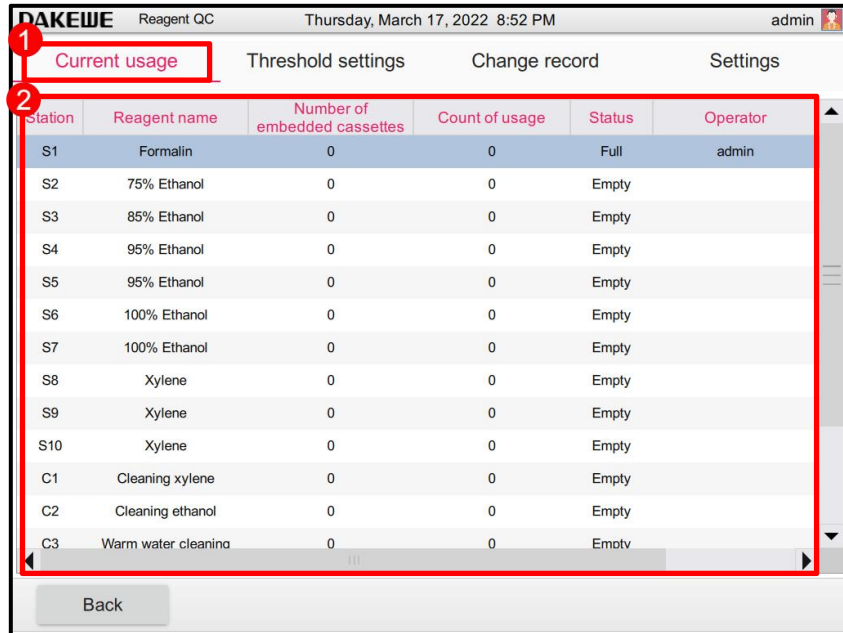 DAKEWE Reagent QC Thursday, March 17, 2022 8:52 PM admin
1
Current usage Threshold settings Change record Settings
2
Station Reagent name Number of embedded cassettes Count of usage Status Operator
S1 Formalin 0 0 Full admin
S2 75% Ethanol 0 0 Empty
S3 85% Ethanol 0 0 Empty
S4 95% Ethanol 0 0 Empty
S5 95% Ethanol 0 0 Empty
S6 100% Ethanol 0 0 Empty
S7 100% Ethanol 0 0 Empty
S8 Xylene 0 0 Empty
S9 Xylene 0 0 Empty
S10 Xylene 0 0 Empty
C1 Cleaning xylene 0 0 Empty
C2 Cleaning ethanol 0 0 Empty
C3 Warm water cleaning 0 0 Empty
Back